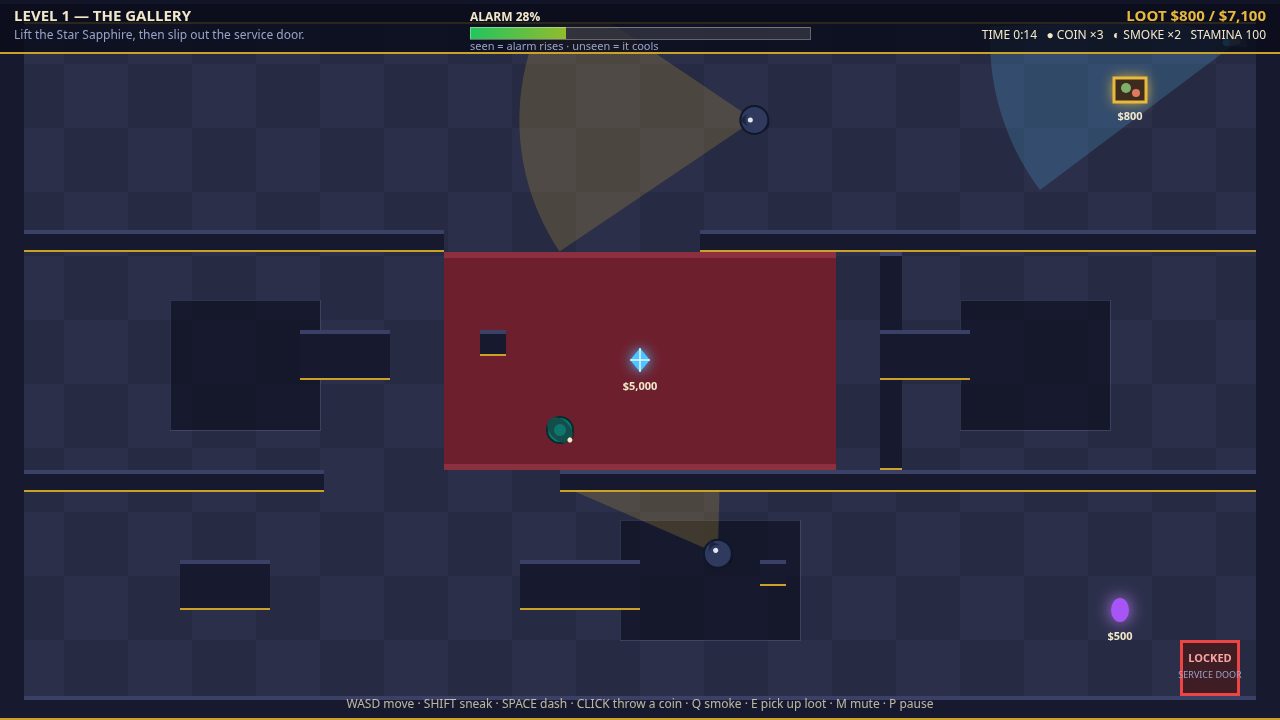 LEVEL 1 — THE GALLERY
Lift the Star Sapphire, then slip out the service door.
ALARM 28%
seen = alarm rises · unseen = it cools
LOOT $800 / $7,100
TIME 0:14 ● COIN ×3 ◖ SMOKE ×2 STAMINA 100
$800
$5,000
$500
LOCKED
SERVICE DOOR
WASD move · SHIFT sneak · SPACE dash · CLICK throw a coin · Q smoke · E pick up loot · M mute · P pause